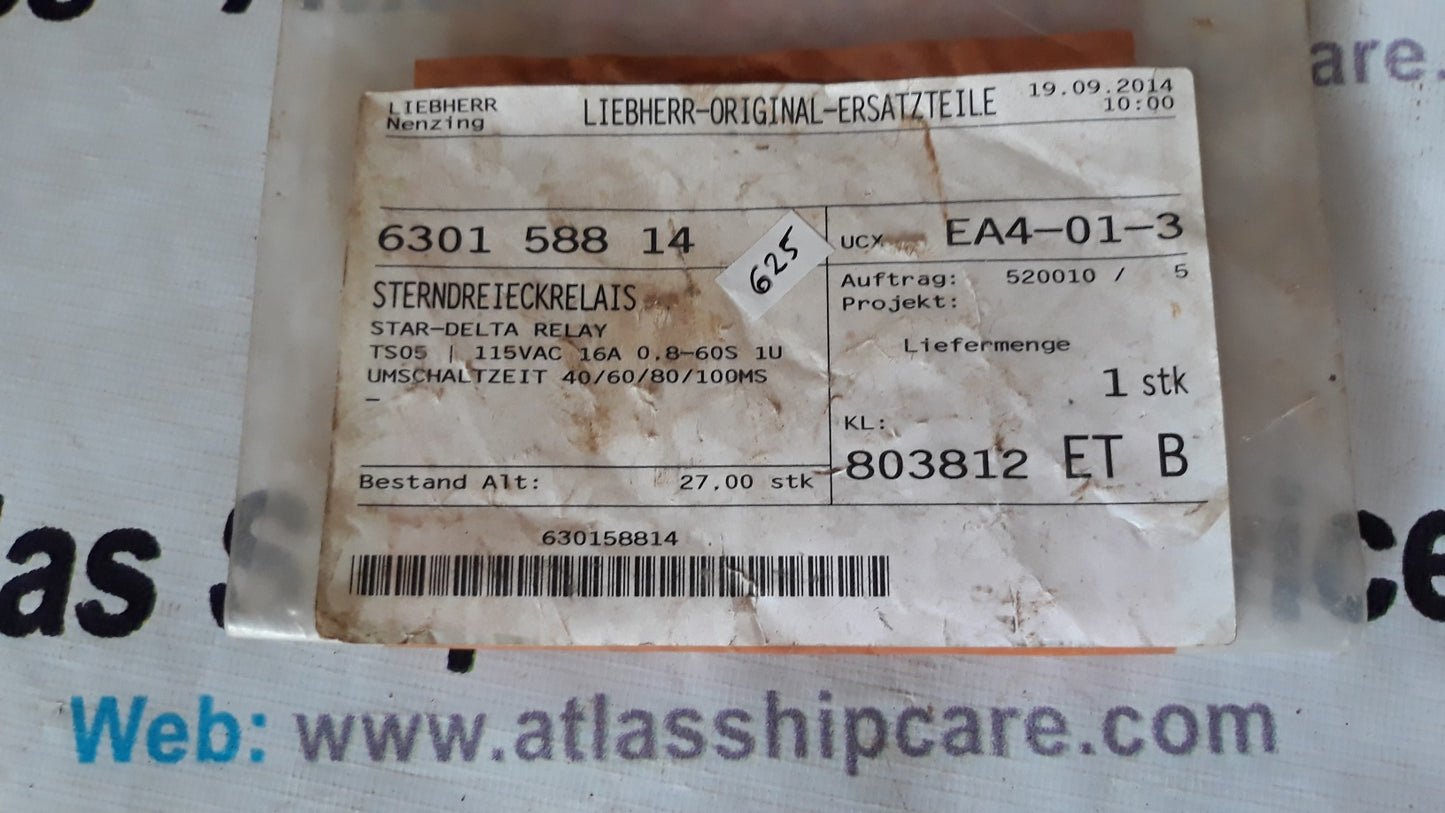 are.
LIEBHERR
Nenzing
LIEBHERR-ORIGINAL-ERSATZTEILE
19.09.2014
10:00
6301 588 14
625
UCX
EA4-01-3
STERNDREIECKRELAIS
STAR-DELTA RELAY
TS05 | 115VAC 16A 0,8-60S 1U
UMSCHALTZEIT 40/60/80/100MS
-
Auftrag: 520010 / 5
Projekt:
Liefermenge
1 stk
KL:
803812 ET B
Bestand Alt: 27,00 stk
630158814
las S
ice
Web: www.atlasshipcare.com